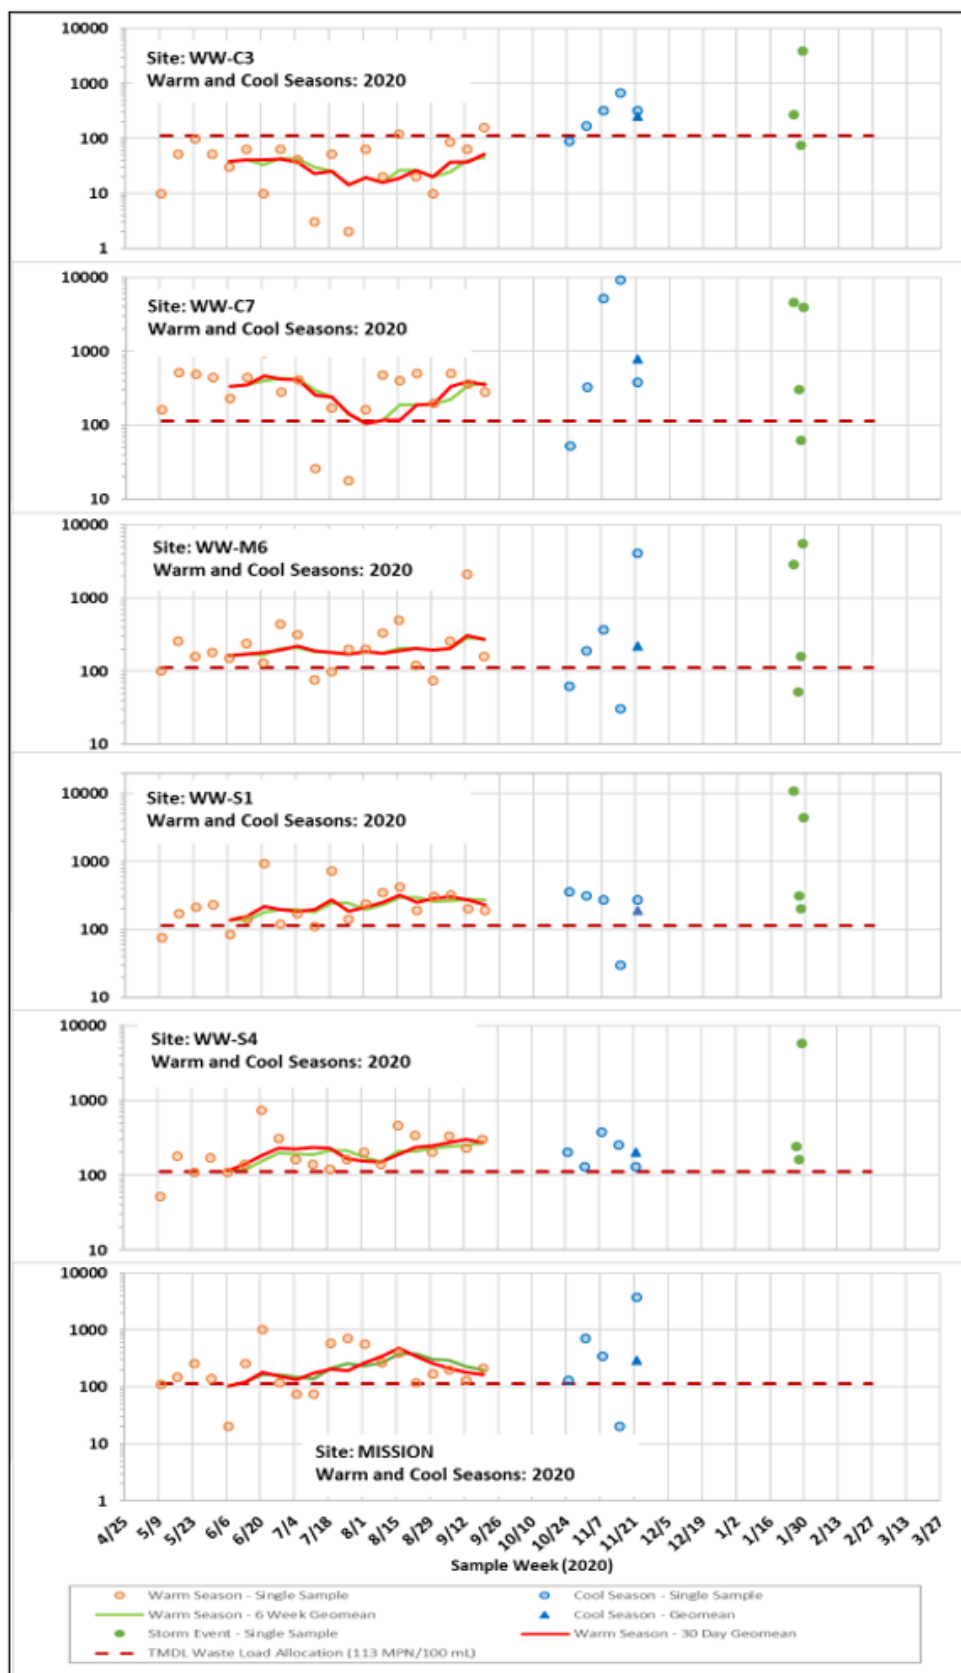 10000
Site: WW-C3
Warm and Cool Seasons: 2020
1000
100
10
1
10000
Site: WW-C7
Warm and Cool Seasons: 2020
1000
100
10
10000
Site: WW-M6
Warm and Cool Seasons: 2020
1000
100
10
10000
Site: WW-S1
Warm and Cool Seasons: 2020
1000
100
10
10000
Site: WW-S4
Warm and Cool Seasons: 2020
1000
100
10
10000
1000
100
10
Site: MISSION
Warm and Cool Seasons: 2020
1
4/25 5/9 5/23 6/6 6/20 7/4 7/18 8/1 8/15 8/29 9/12 9/26 10/10 10/24 11/7 11/21 12/5 12/19 1/2 1/16 1/30 2/13 2/27 3/13 3/27
Sample Week (2020)
Warm Season - Single Sample Cool Season - Single Sample
Warm Season - 6 Week Geomean Cool Season - Geomean
Storm Event - Single Sample Warm Season - 30 Day Geomean
TMDL Waste Load Allocation (113 MPN/100 mL)